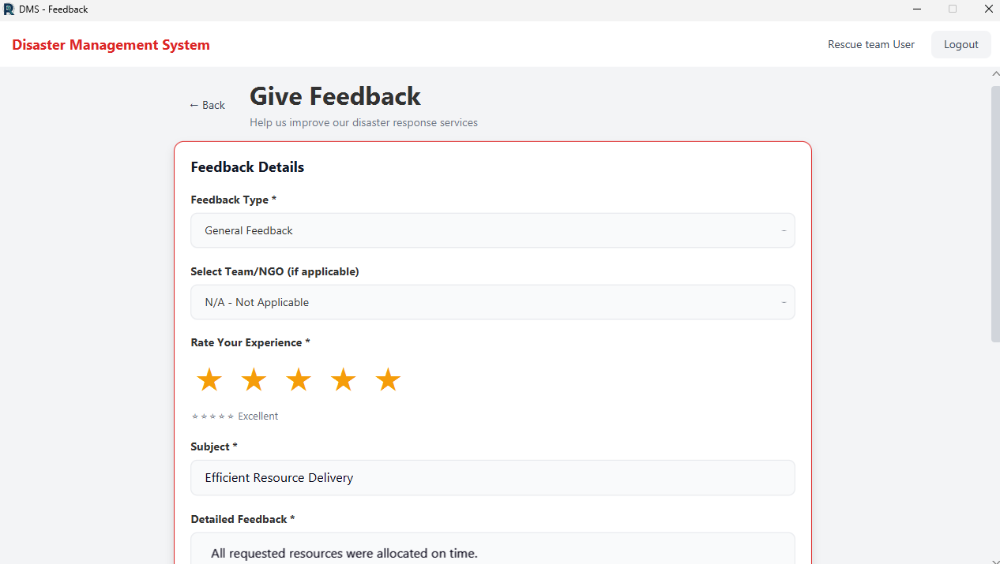 DMS - Feedback
Disaster Management System
Rescue team User
Logout
← Back
Give Feedback
Help us improve our disaster response services
Feedback Details
Feedback Type *
General Feedback
Select Team/NGO (if applicable)
N/A - Not Applicable
Rate Your Experience *
★ ★ ★ ★ ★
☆☆☆☆☆ Excellent
Subject *
Efficient Resource Delivery
Detailed Feedback *
All requested resources were allocated on time.